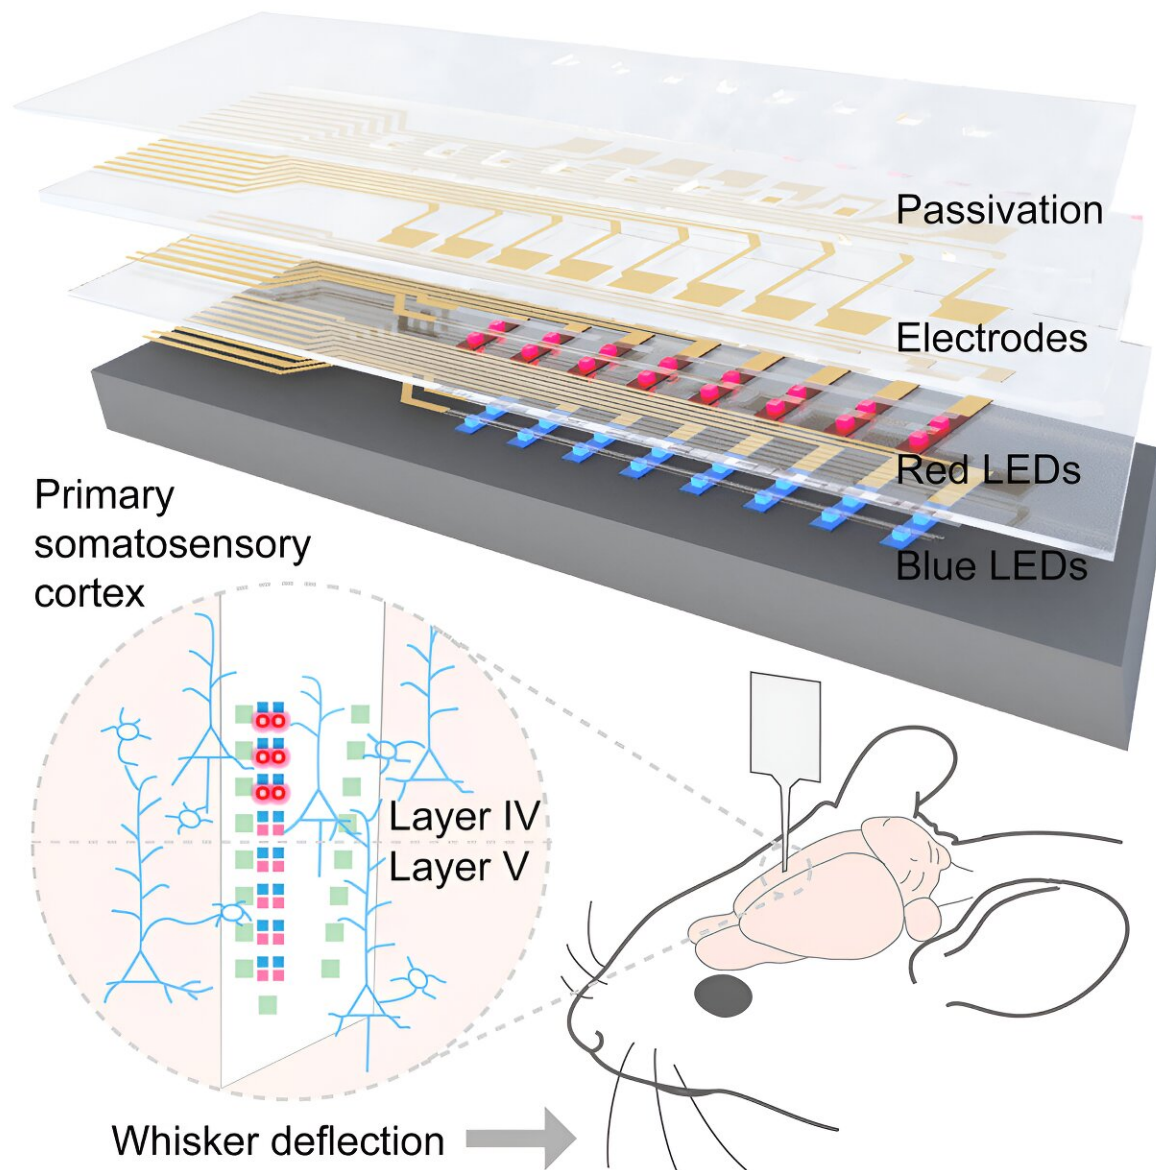 Passivation
Electrodes
Red LEDs
Blue LEDs
Primary
somatosensory
cortex
Layer IV
Layer V
Whisker deflection